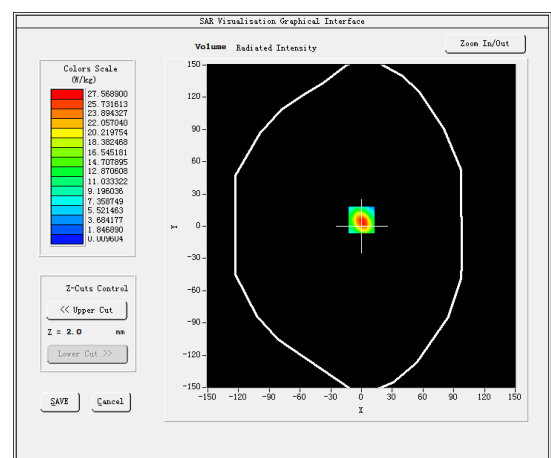 SAR Visualisation Graphical Interface
Volume Radiated Intensity
Zoom In/Out
Colors Scale
(W/kg)
27.568900
25.731613
23.894327
22.057040
20.219754
18.382468
16.545181
14.707895
12.870608
11.033322
9.196036
7.358749
5.521463
3.684177
1.846890
0.009604
Z-Cuts Control
<< Upper Cut
Z = 2.0 mm
Lower Cut >>
SAVE Cancel
150
120
90
60
30
0
-30
-60
-90
-120
-150
Y
-150 -120 -90 -60 -30 0 30 60 90 120 150
X